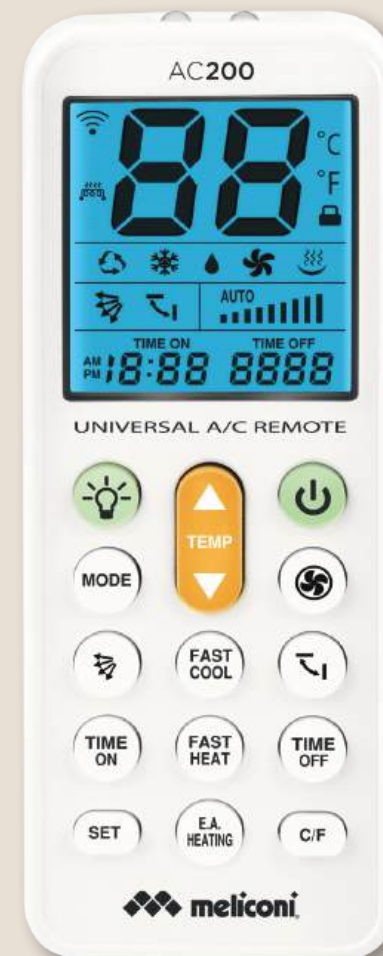 AC200
88 °C
°F
AUTO
TIME ON TIME OFF
AM
PM 18:88 8888
UNIVERSAL A/C REMOTE
TEMP
MODE
FAST
COOL
TIME
ON
FAST
HEAT
TIME
OFF
SET
E.A.
HEATING
C/F
meliconi